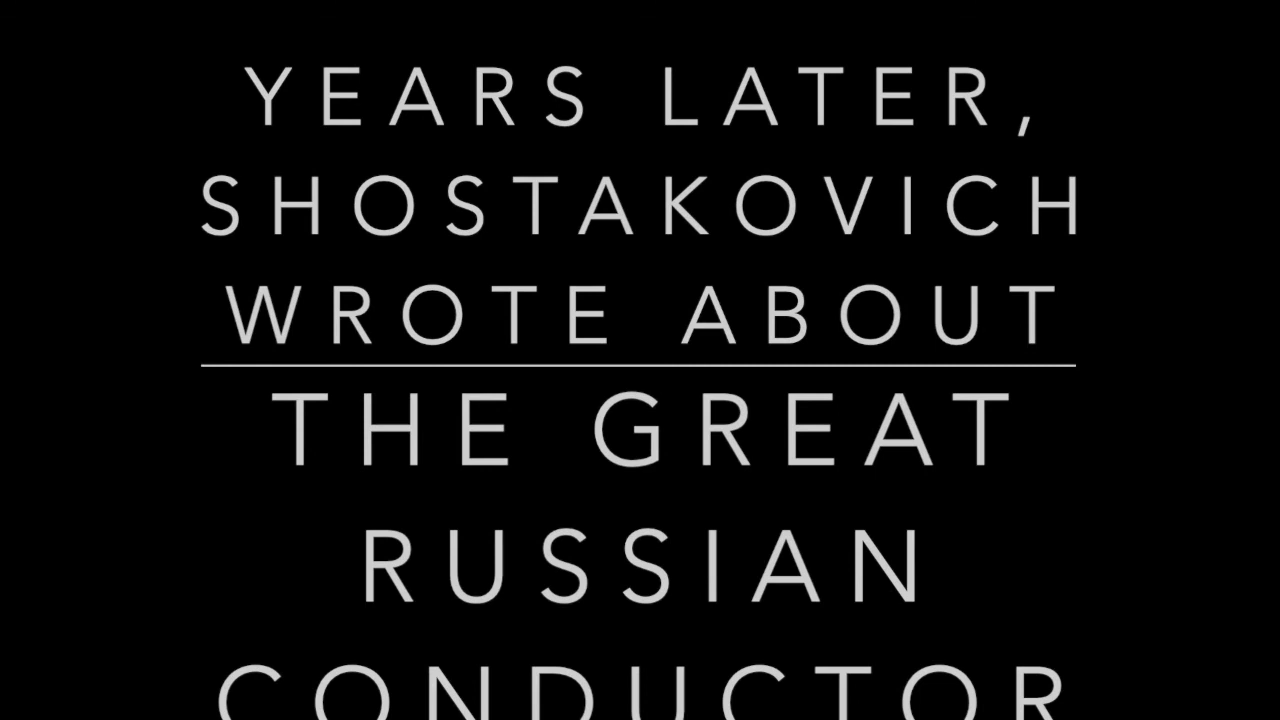 YEARS LATER,
SHOSTAKOVICH
WROTE ABOUT
THE GREAT
RUSSIAN
CONDUCTOR